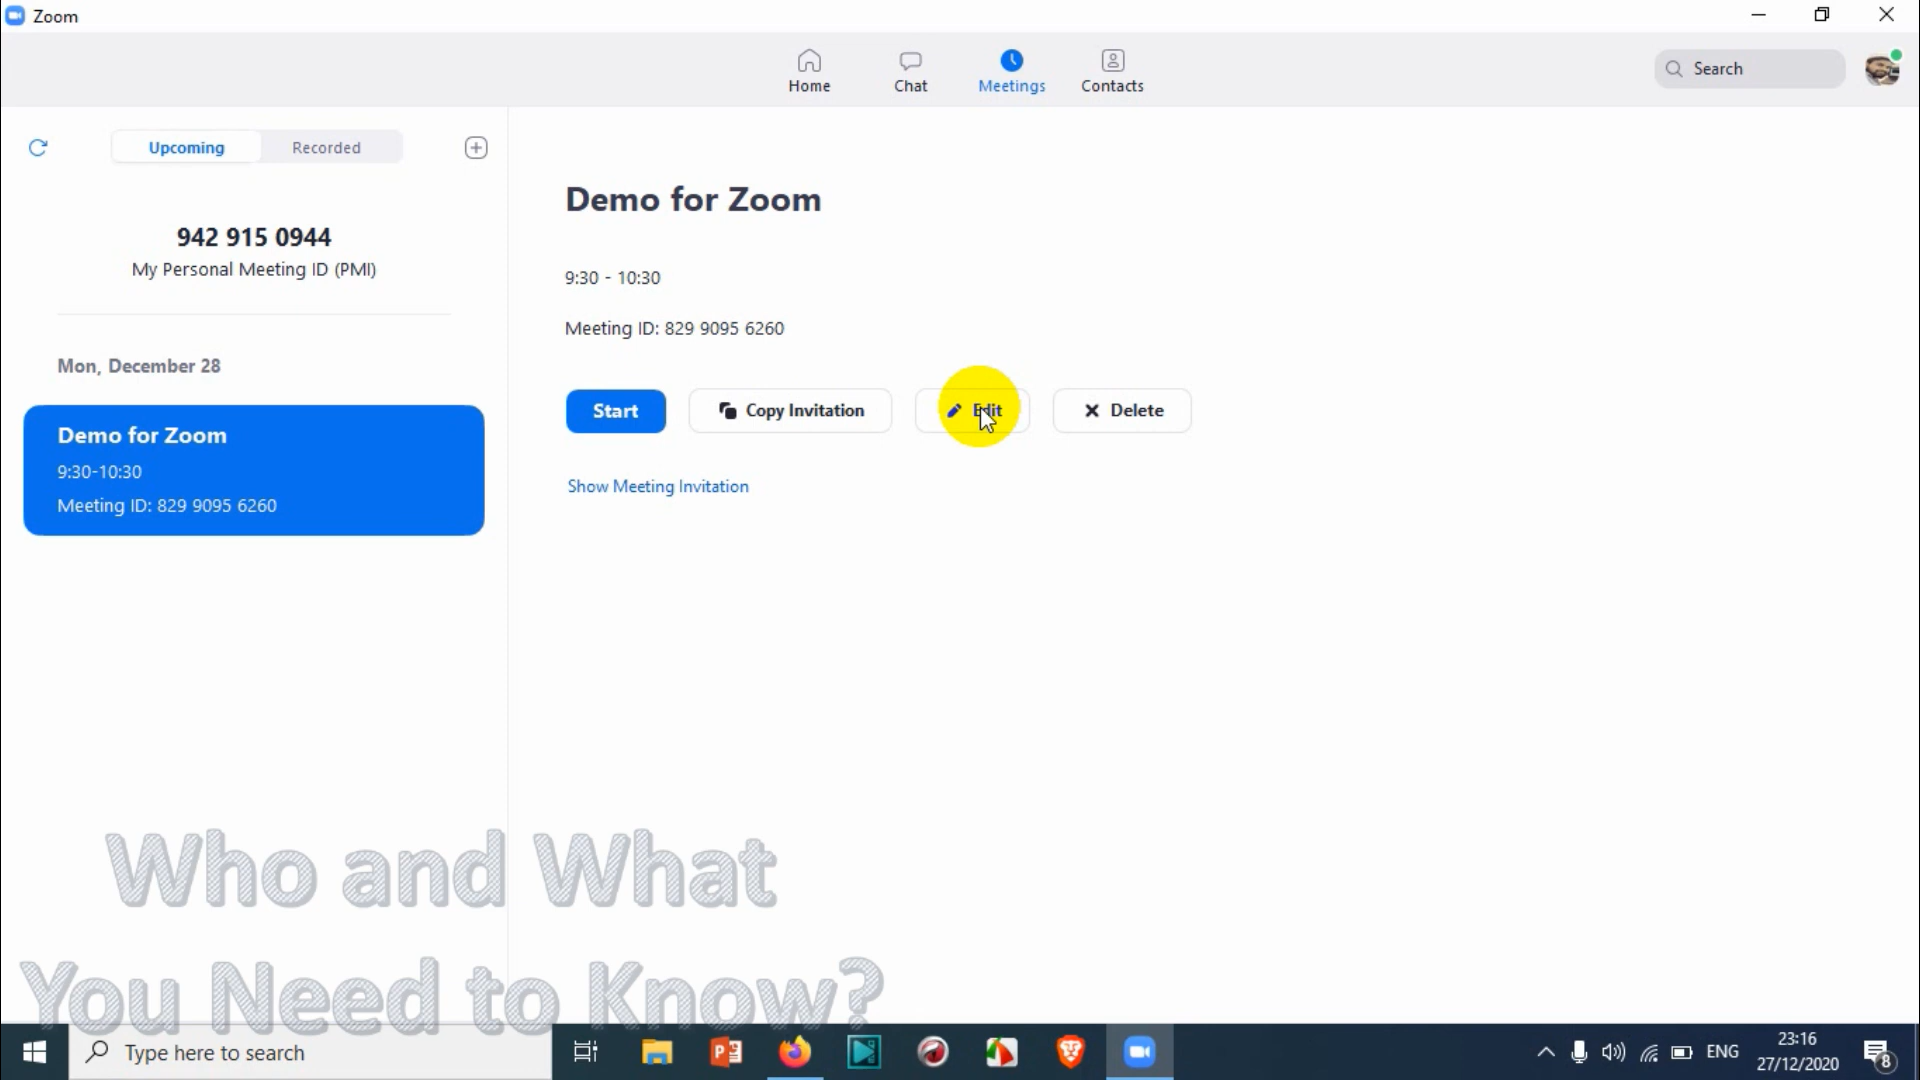 Zoom
Home
Chat
Meetings
Contacts
Search
Upcoming
Recorded
942 915 0944
My Personal Meeting ID (PMI)
Mon, December 28
Demo for Zoom
9:30-10:30
Meeting ID: 829 9095 6260
Demo for Zoom
9:30 - 10:30
Meeting ID: 829 9095 6260
Start
Copy Invitation
Edit
Delete
Show Meeting Invitation
Who and What
You Need to Know?
Type here to search
ENG
23:16
27/12/2020
8